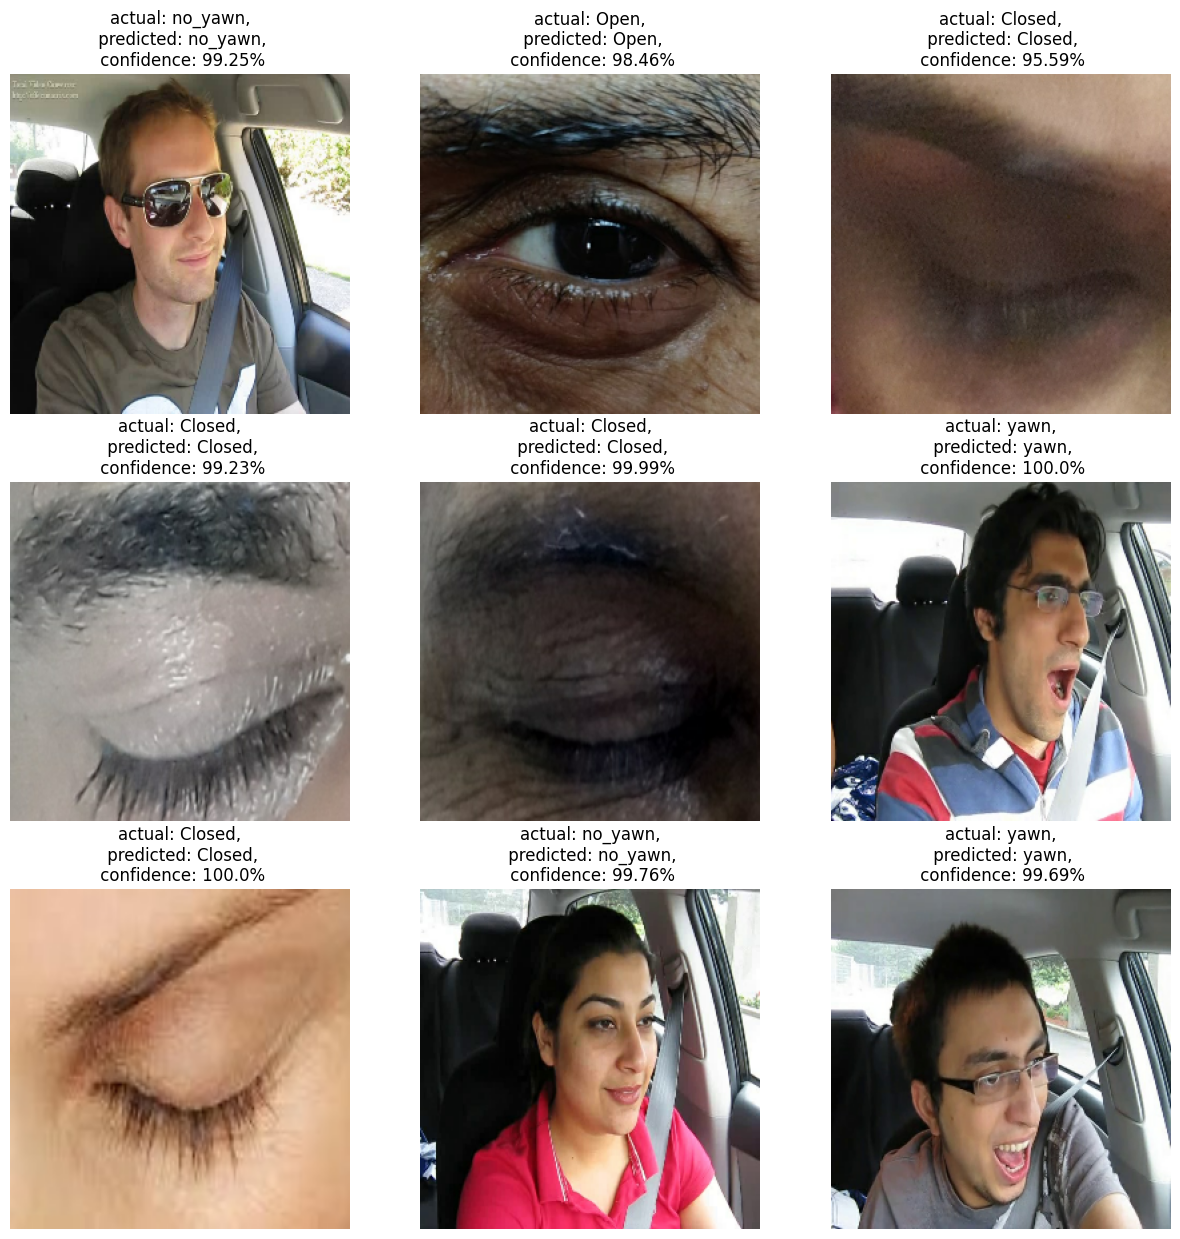 actual: no_yawn,
predicted: no_yawn,
confidence: 99.25%
actual: Open,
predicted: Open,
confidence: 98.46%
actual: Closed,
predicted: Closed,
confidence: 95.59%
actual: Closed,
predicted: Closed,
confidence: 99.23%
actual: Closed,
predicted: Closed,
confidence: 99.99%
actual: yawn,
predicted: yawn,
confidence: 100.0%
actual: Closed,
predicted: Closed,
confidence: 100.0%
actual: no_yawn,
predicted: no_yawn,
confidence: 99.76%
actual: yawn,
predicted: yawn,
confidence: 99.69%